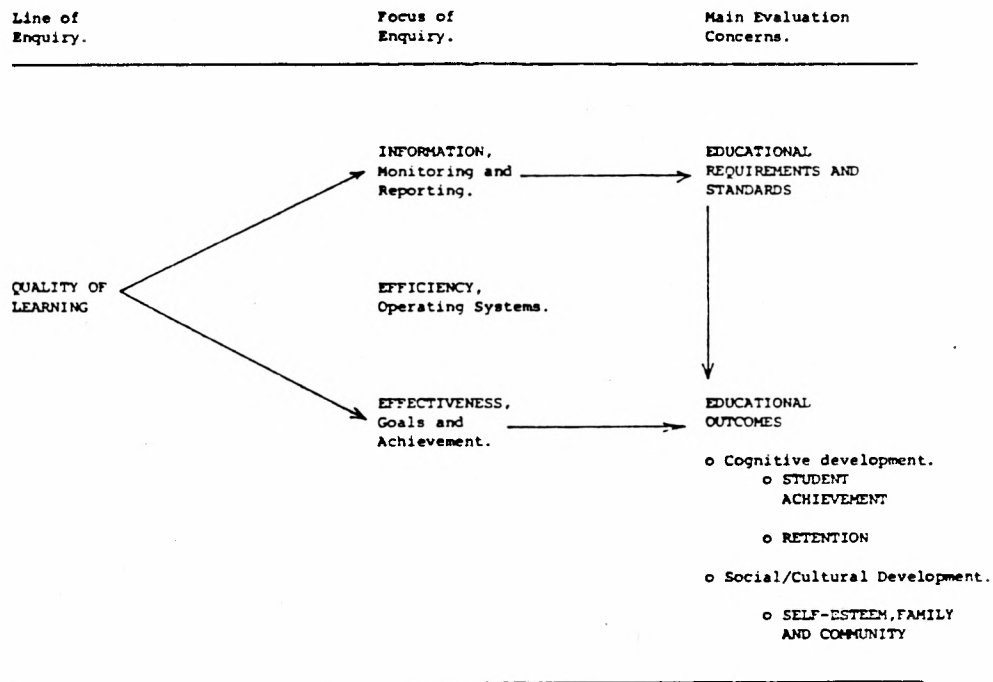 Line of
Enquiry.
Focus of
Enquiry.
Main Evaluation
Concerns.
INFORMATION,
Monitoring and
Reporting.
EDUCATIONAL
REQUIREMENTS AND
STANDARDS
QUALITY OF
LEARNING
EFFICIENCY,
Operating Systems.
EFFECTIVENESS,
Goals and
Achievement.
EDUCATIONAL
OUTCOMES
o Cognitive development.
o STUDENT
ACHIEVEMENT
o RETENTION
o Social/Cultural Development.
o SELF-ESTEEM,FAMILY
AND COMMUNITY